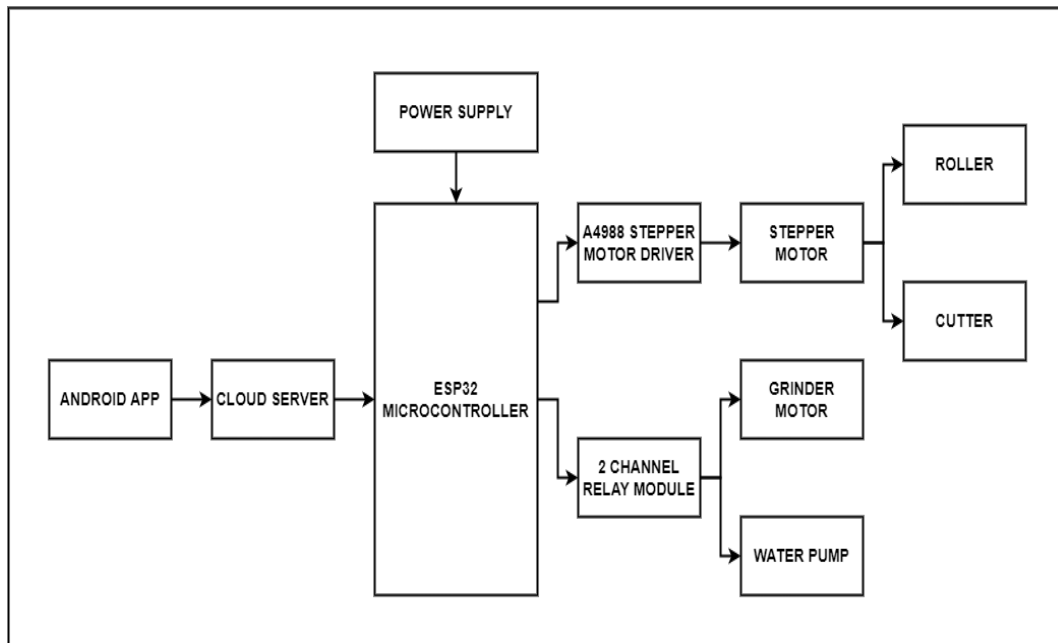 POWER SUPPLY
ROLLER
A4988 STEPPER
MOTOR DRIVER
STEPPER
MOTOR
CUTTER
ANDROID APP
CLOUD SERVER
ESP32
MICROCONTROLLER
GRINDER
MOTOR
2 CHANNEL
RELAY MODULE
WATER PUMP